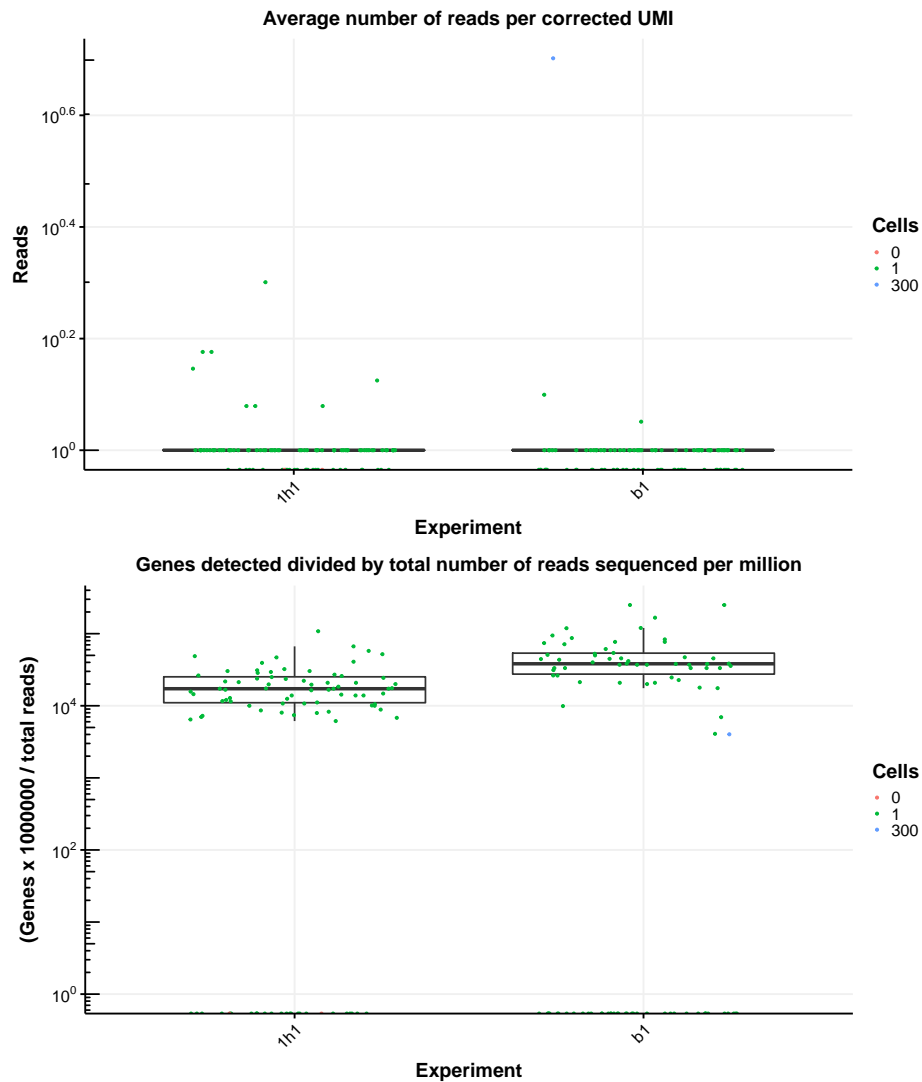 Average number of reads per corrected UMI
Reads
10^0.6
10^0.4
10^0.2
10^0
1h1
b1
Experiment
Cells
0
1
300
Genes detected divided by total number of reads sequenced per million
(Genes x 1000000 / total reads)
10^4
10^2
10^0
1h1
b1
Experiment
Cells
0
1
300